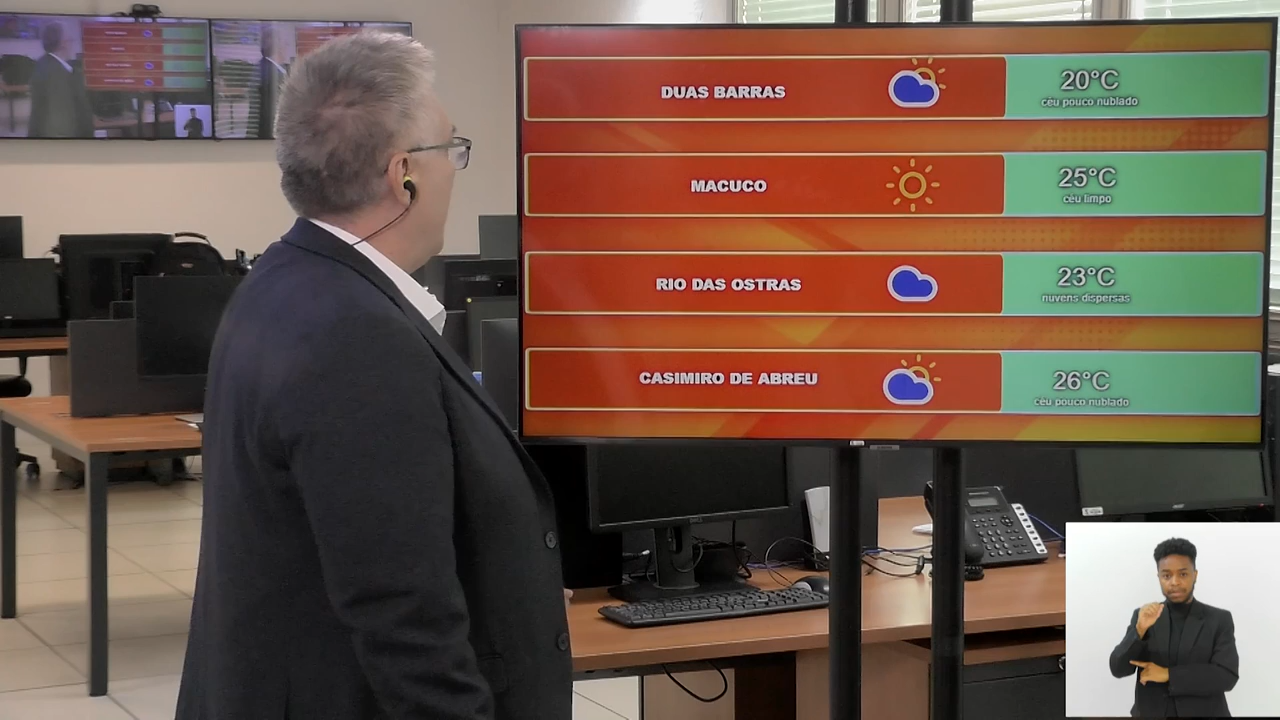 DUAS BARRAS
20°C
céu pouco nublado
MACUCO
25°C
céu limpo
RIO DAS OSTRAS
23°C
nuvens dispersas
CASIMIRO DE ABREU
26°C
céu pouco nublado